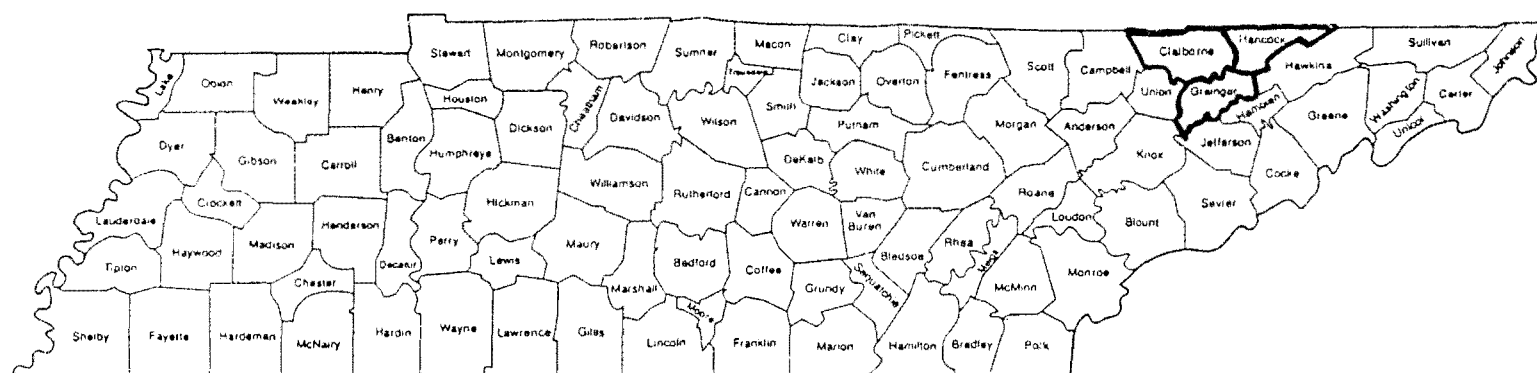 Stewart
Montgomery
Robertson
Sumner
Macon
Clay
Pickett
Scott
Campbell
Claiborne
Hancock
Sullivan
Johnson
Lake
Obion
Weakley
Henry
Houston
Cheatham
Trousdale
Jackson
Overton
Fentress
Union
Grainger
Hawkins
Hamblen
Greene
Washington
Carter
Unicoi
Dyer
Gibson
Carroll
Benton
Humphreys
Dickson
Davidson
Wilson
Smith
Putnam
Morgan
Anderson
Knox
Jefferson
Cocke
Crockett
Williamson
Rutherford
DeKalb
White
Cumberland
Cannon
Roane
Loudon
Blount
Sevier
Lauderdale
Haywood
Madison
Henderson
Perry
Hickman
Maury
Warren
Van
Buren
Rhea
Meigs
Tipton
Chester
Decatur
Lewis
Marshall
Bedford
Coffee
Grundy
Sequatchie
Bledsoe
McMinn
Monroe
Shelby
Fayette
Hardeman
McNairy
Hardin
Wayne
Lawrence
Giles
Lincoln
Moore
Franklin
Marion
Hamilton
Bradley
Polk